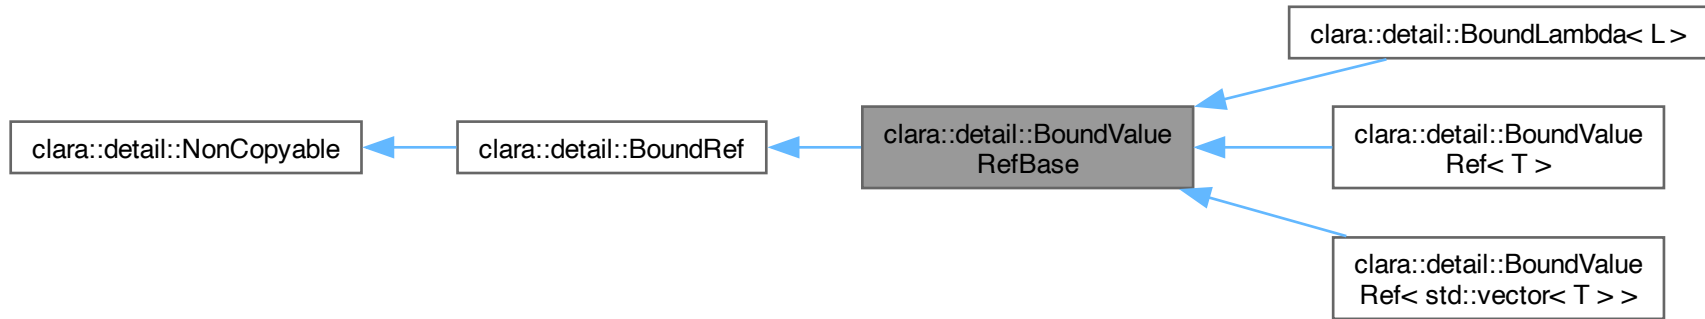 clara::detail::NonCopyable
clara::detail::BoundRef
clara::detail::BoundValue
RefBase
clara::detail::BoundLambda< L >
clara::detail::BoundValue
Ref< T >
clara::detail::BoundValue
Ref< std::vector< T > >